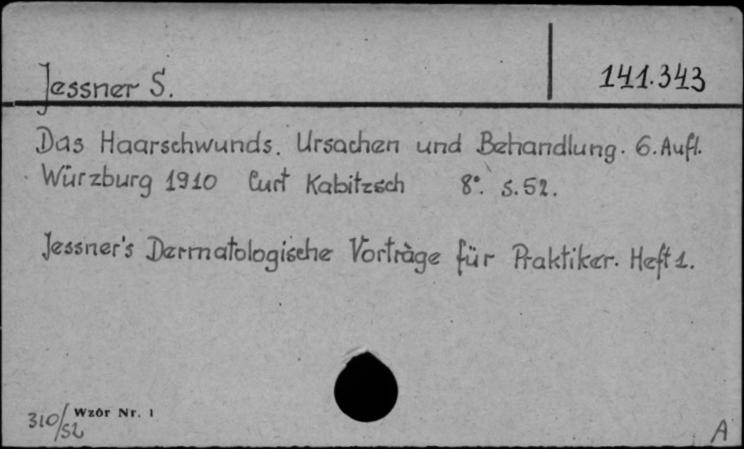 Jessner S.
141.343
Das Haarschwunds. Ursachen und Behandlung. 6. Aufl.
Würzburg 1910 Curt Kabitzsch 8°. S. 52.
Jessner's Dermatologische Vorträge für Praktiker. Heft 1.
310/52
Wzór Nr. 1
A